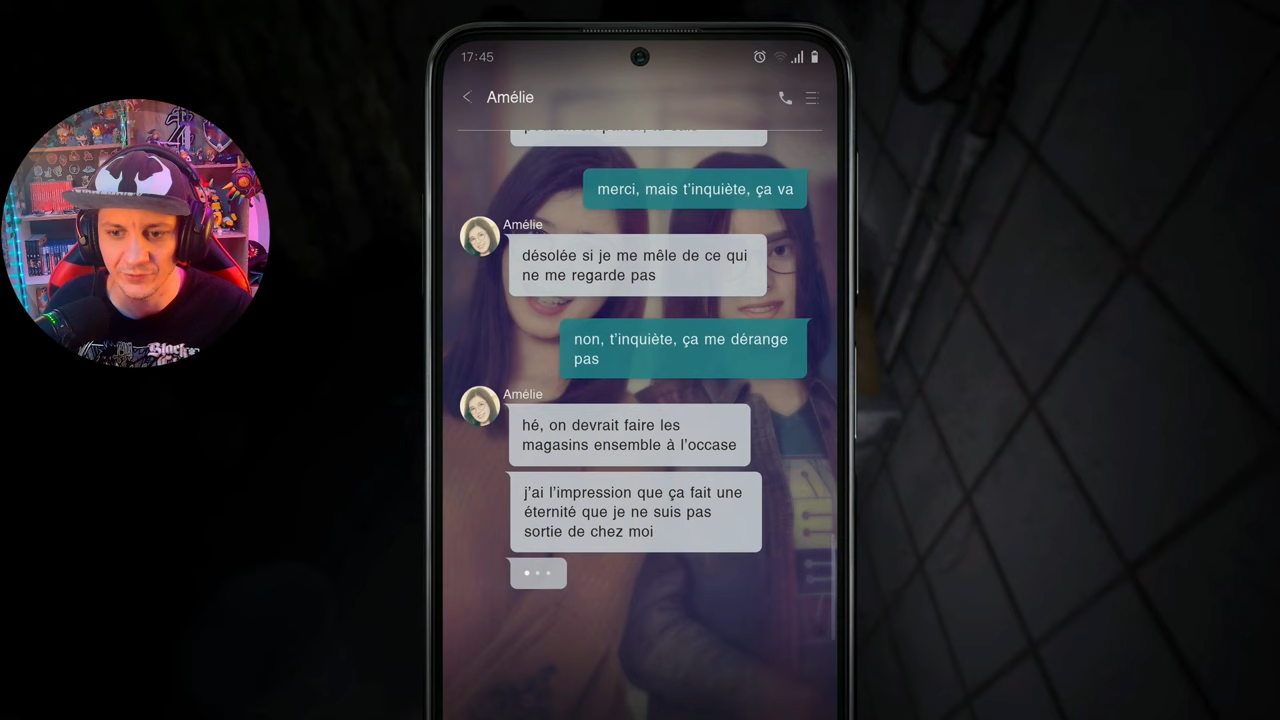 17:45
Amélie
merci, mais t'inquiète, ça va
Amélie
désolée si je me mêle de ce qui
ne me regarde pas
non, t'inquiète, ça me dérange
pas
Amélie
hé, on devrait faire les
magasins ensemble à l'occase
j'ai l'impression que ça fait une
éternité que je ne suis pas
sortie de chez moi
Black